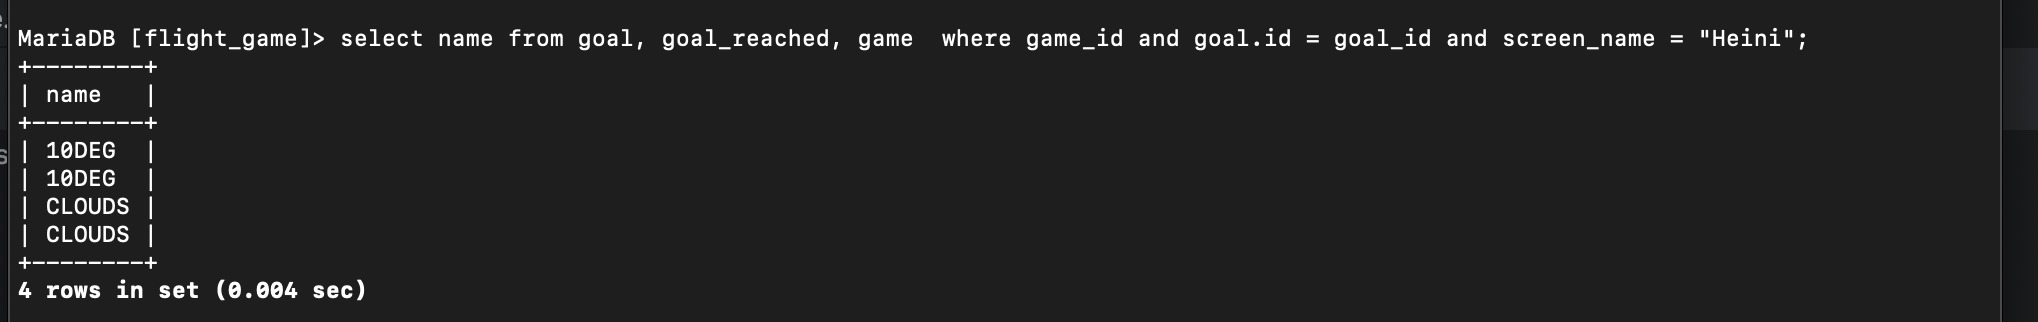 MariaDB [flight_game]> select name from goal, goal_reached, game  where game_id and goal.id = goal_id and screen_name = "Heini";
+--------+
| name   |
+--------+
| 10DEG  |
| 10DEG  |
| CLOUDS |
| CLOUDS |
+--------+
4 rows in set (0.004 sec)